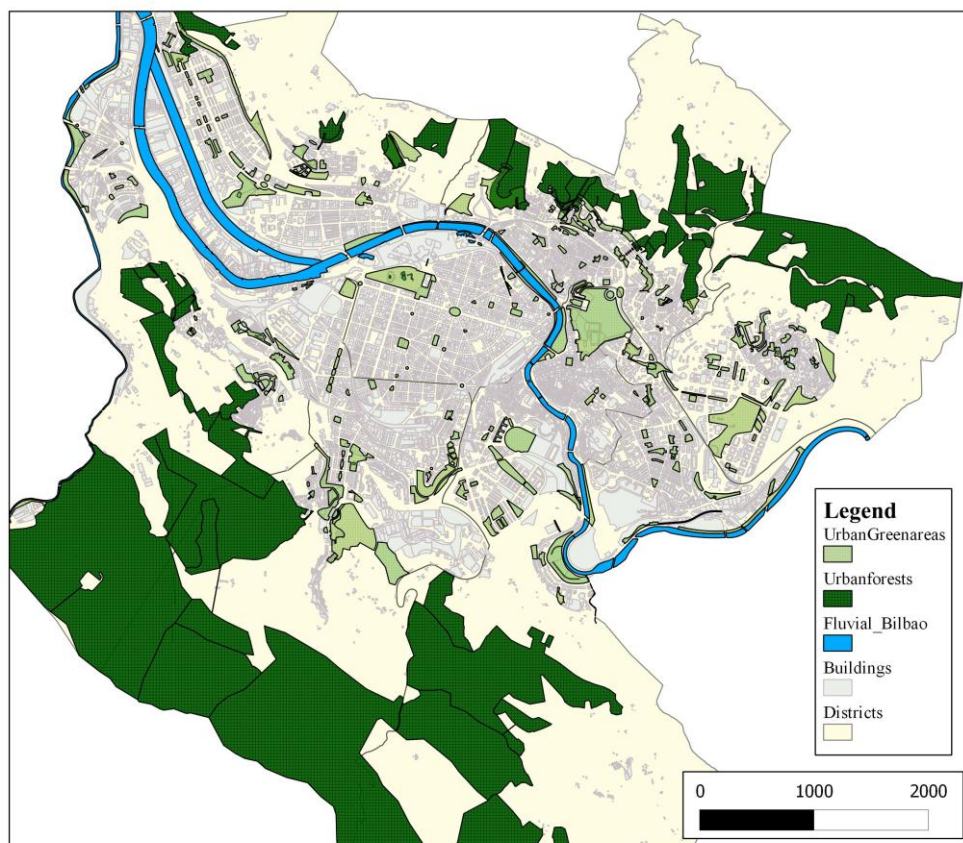 Legend
UrbanGreenareas
Urbanforests
Fluvial_Bilbao
Buildings
Districts
0 1000 2000